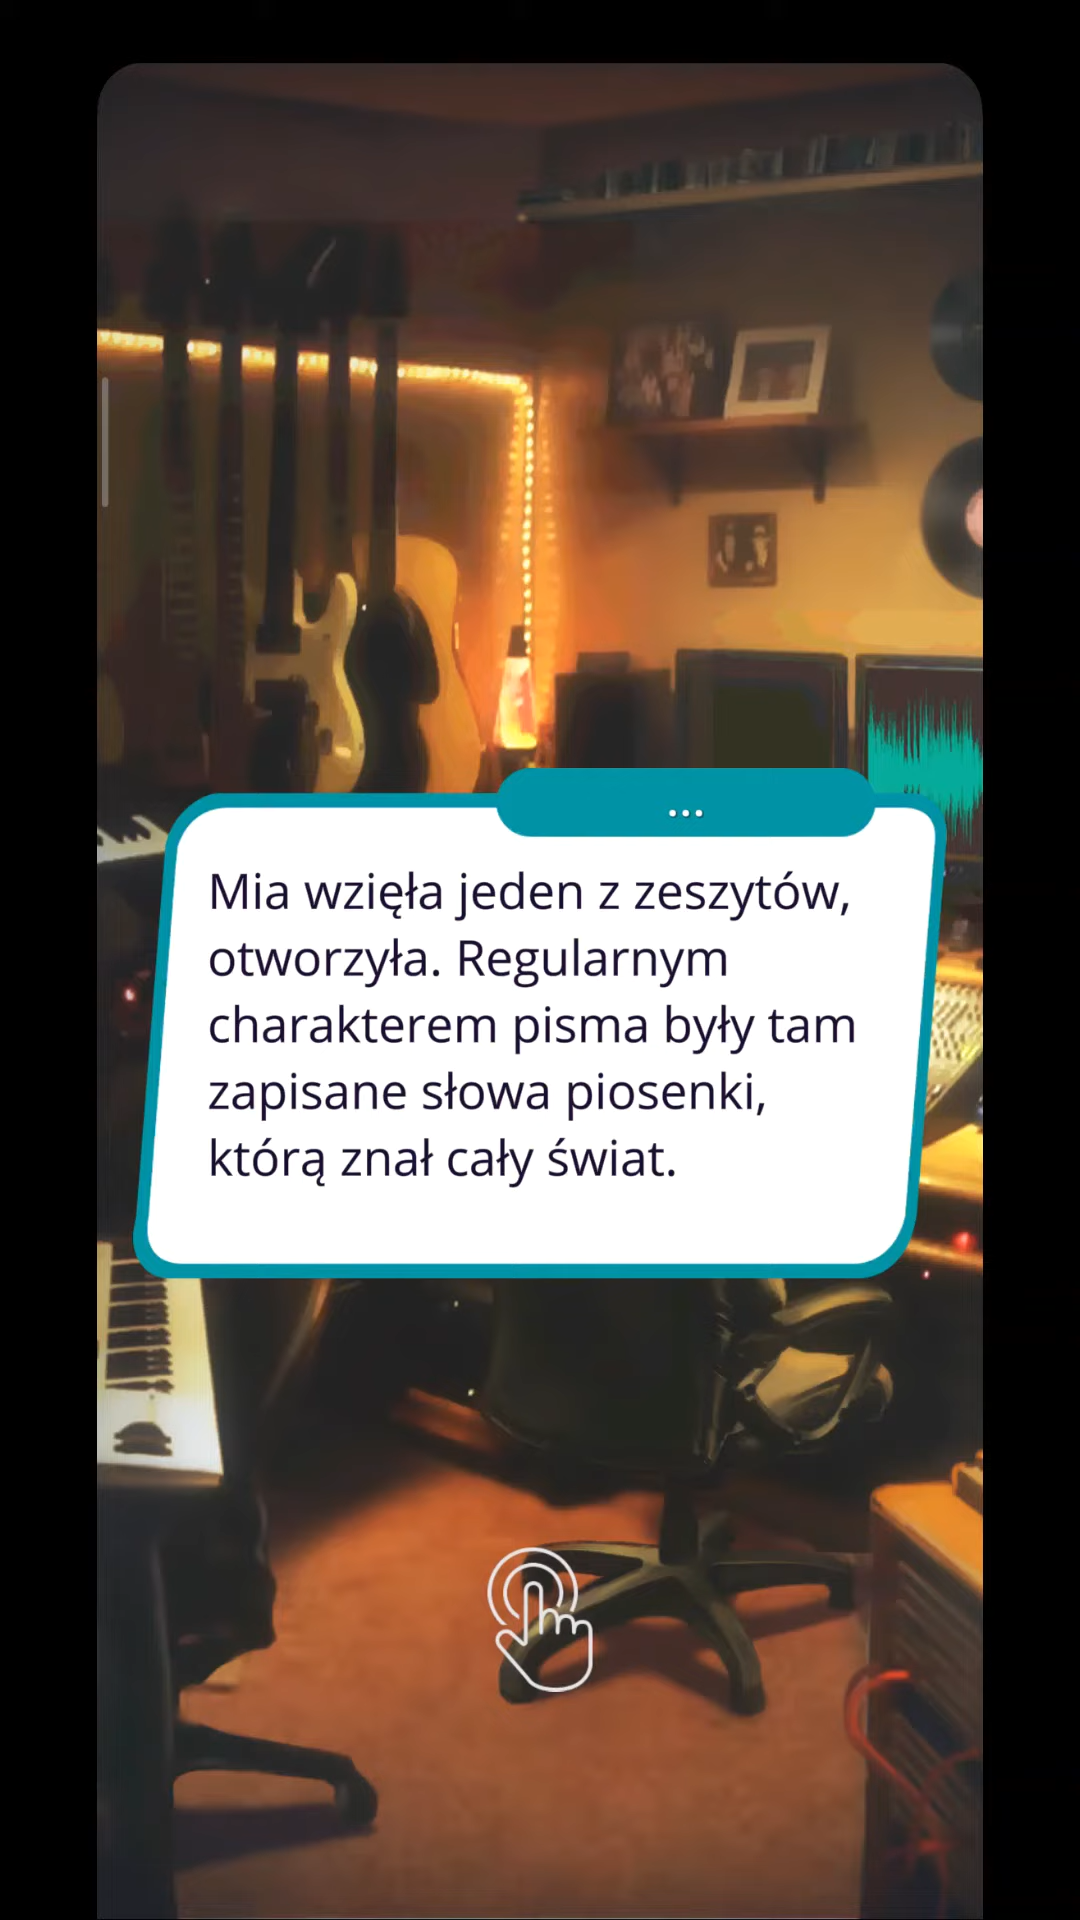 ...
Mia wzięła jeden z zeszytów,
otworzyła. Regularnym
charakterem pisma były tam
zapisane słowa piosenki,
którą znał cały świat.